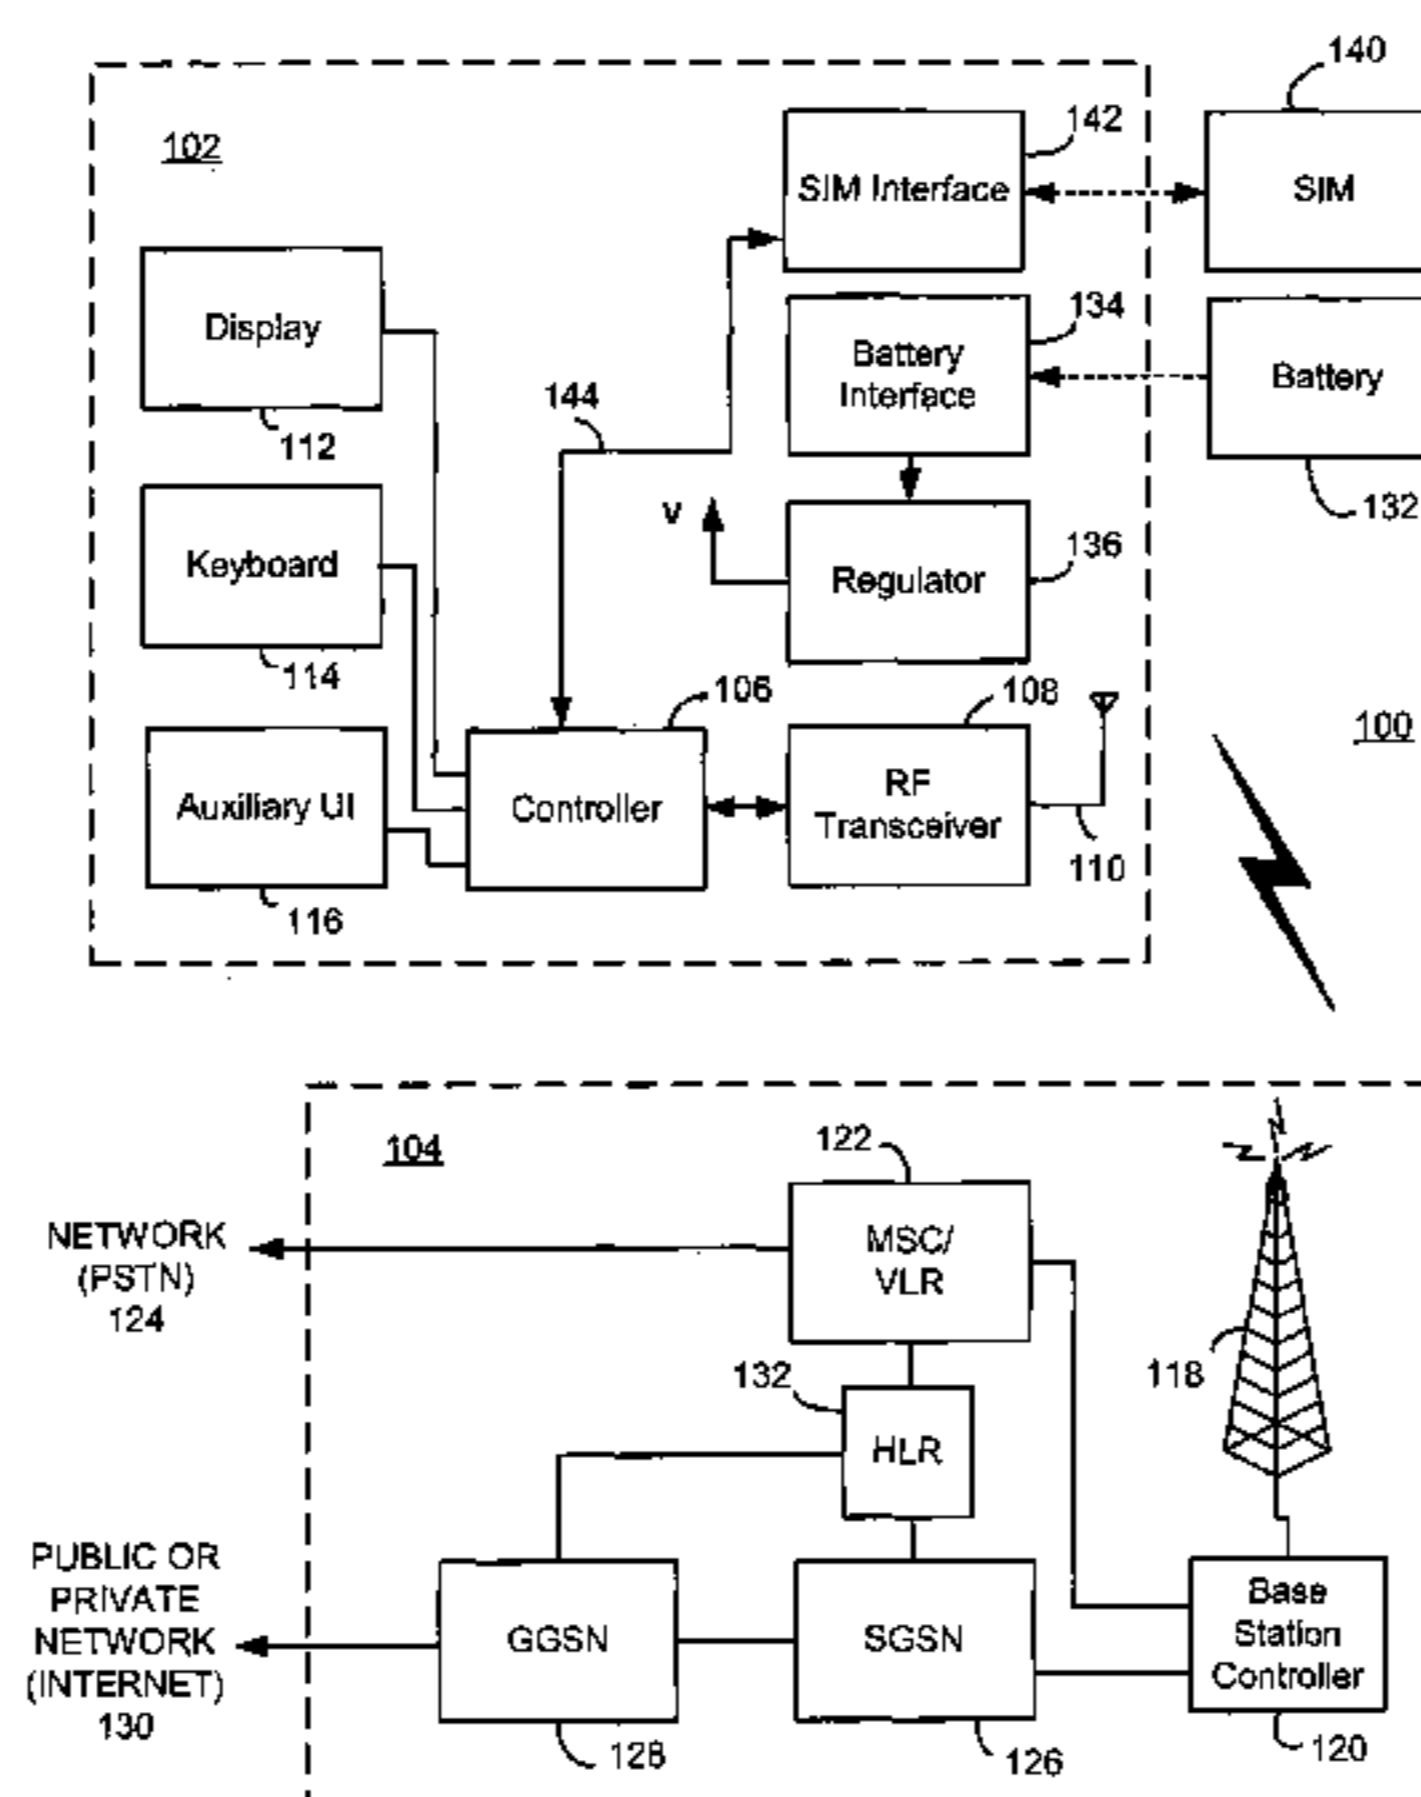 140
102
142
SIM Interface
SIM
Display
112
134
Battery
Interface
Battery
132
144
V
Keyboard
114
Regulator
136
106
108
100
Auxiliary UI
116
Controller
RF
Transceiver
110
104
122
MSC/
VLR
NETWORK
(PSTN)
124
118
132
HLR
PUBLIC OR
PRIVATE
NETWORK
(INTERNET)
130
GGSN
128
SGSN
126
Base
Station
Controller
120